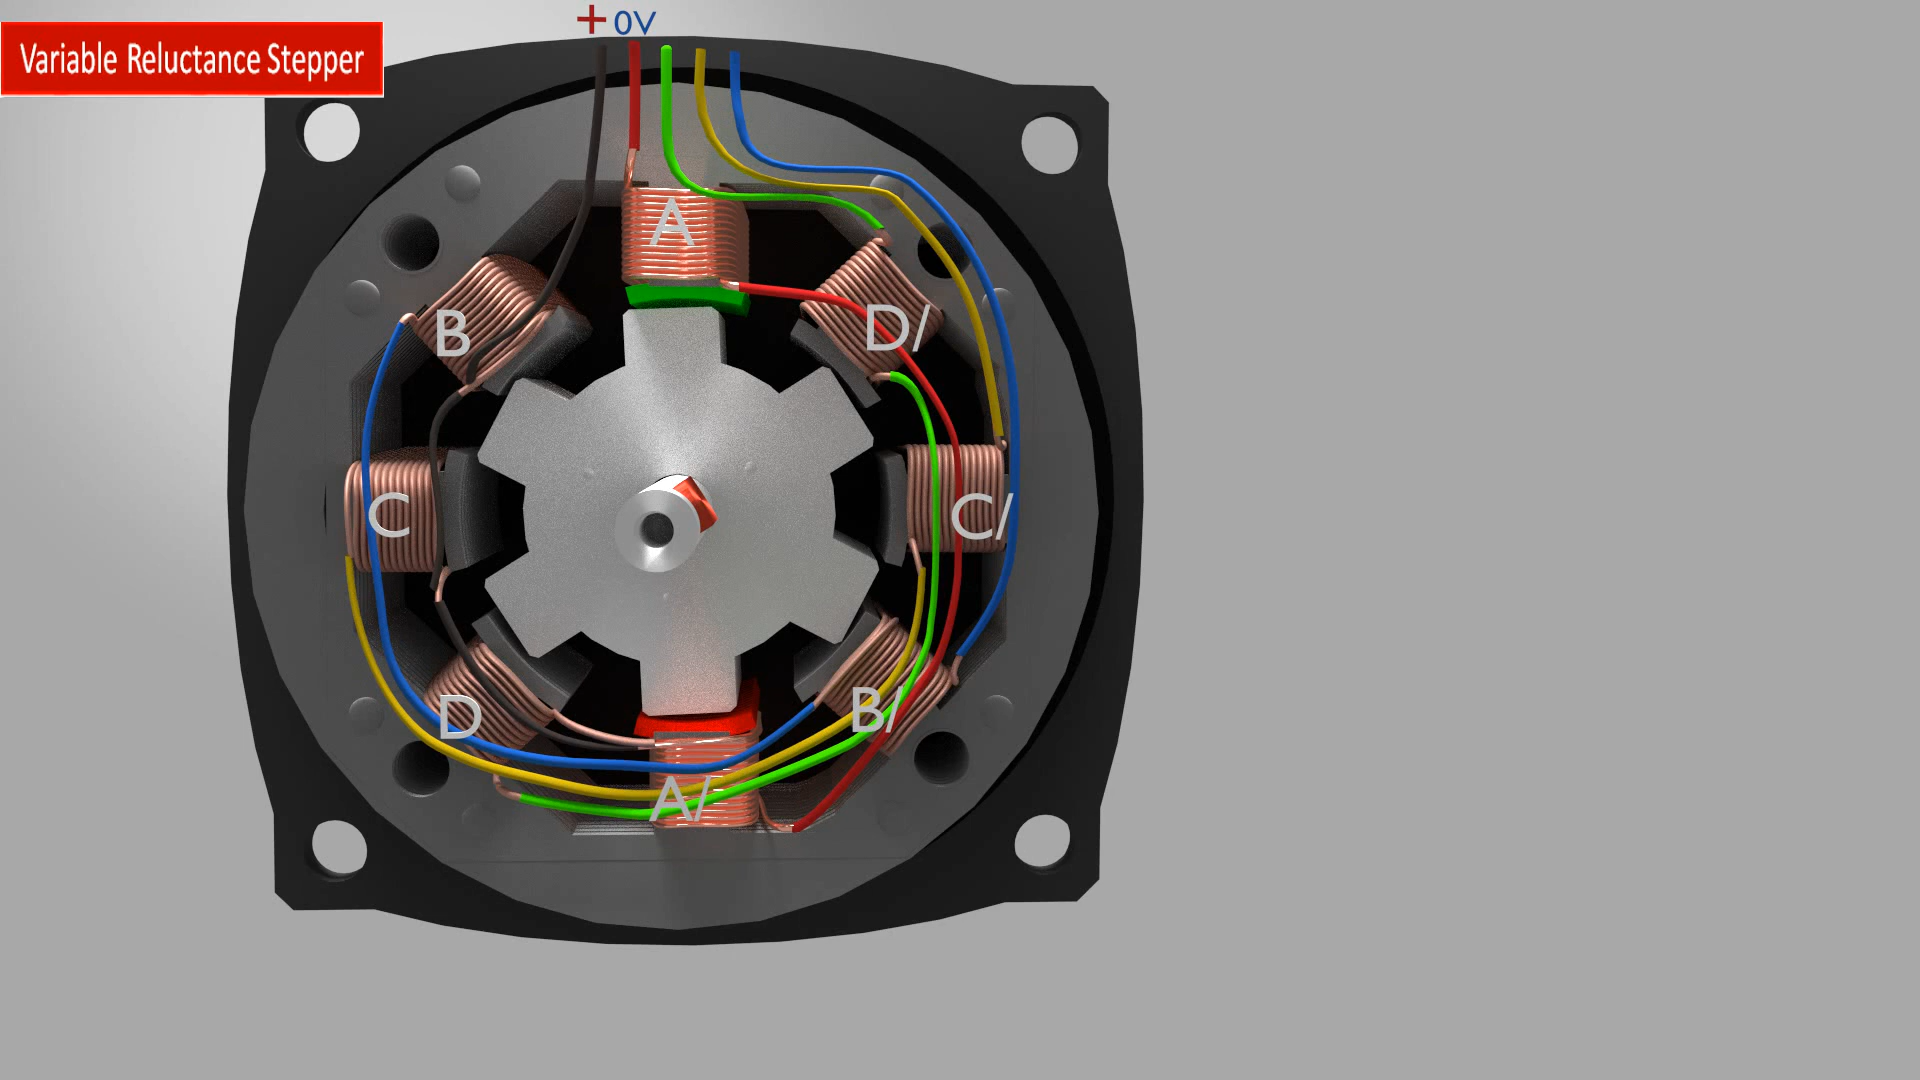 Variable Reluctance Stepper
+ 0V
A
B
D/
C
C/
D
B/
A/